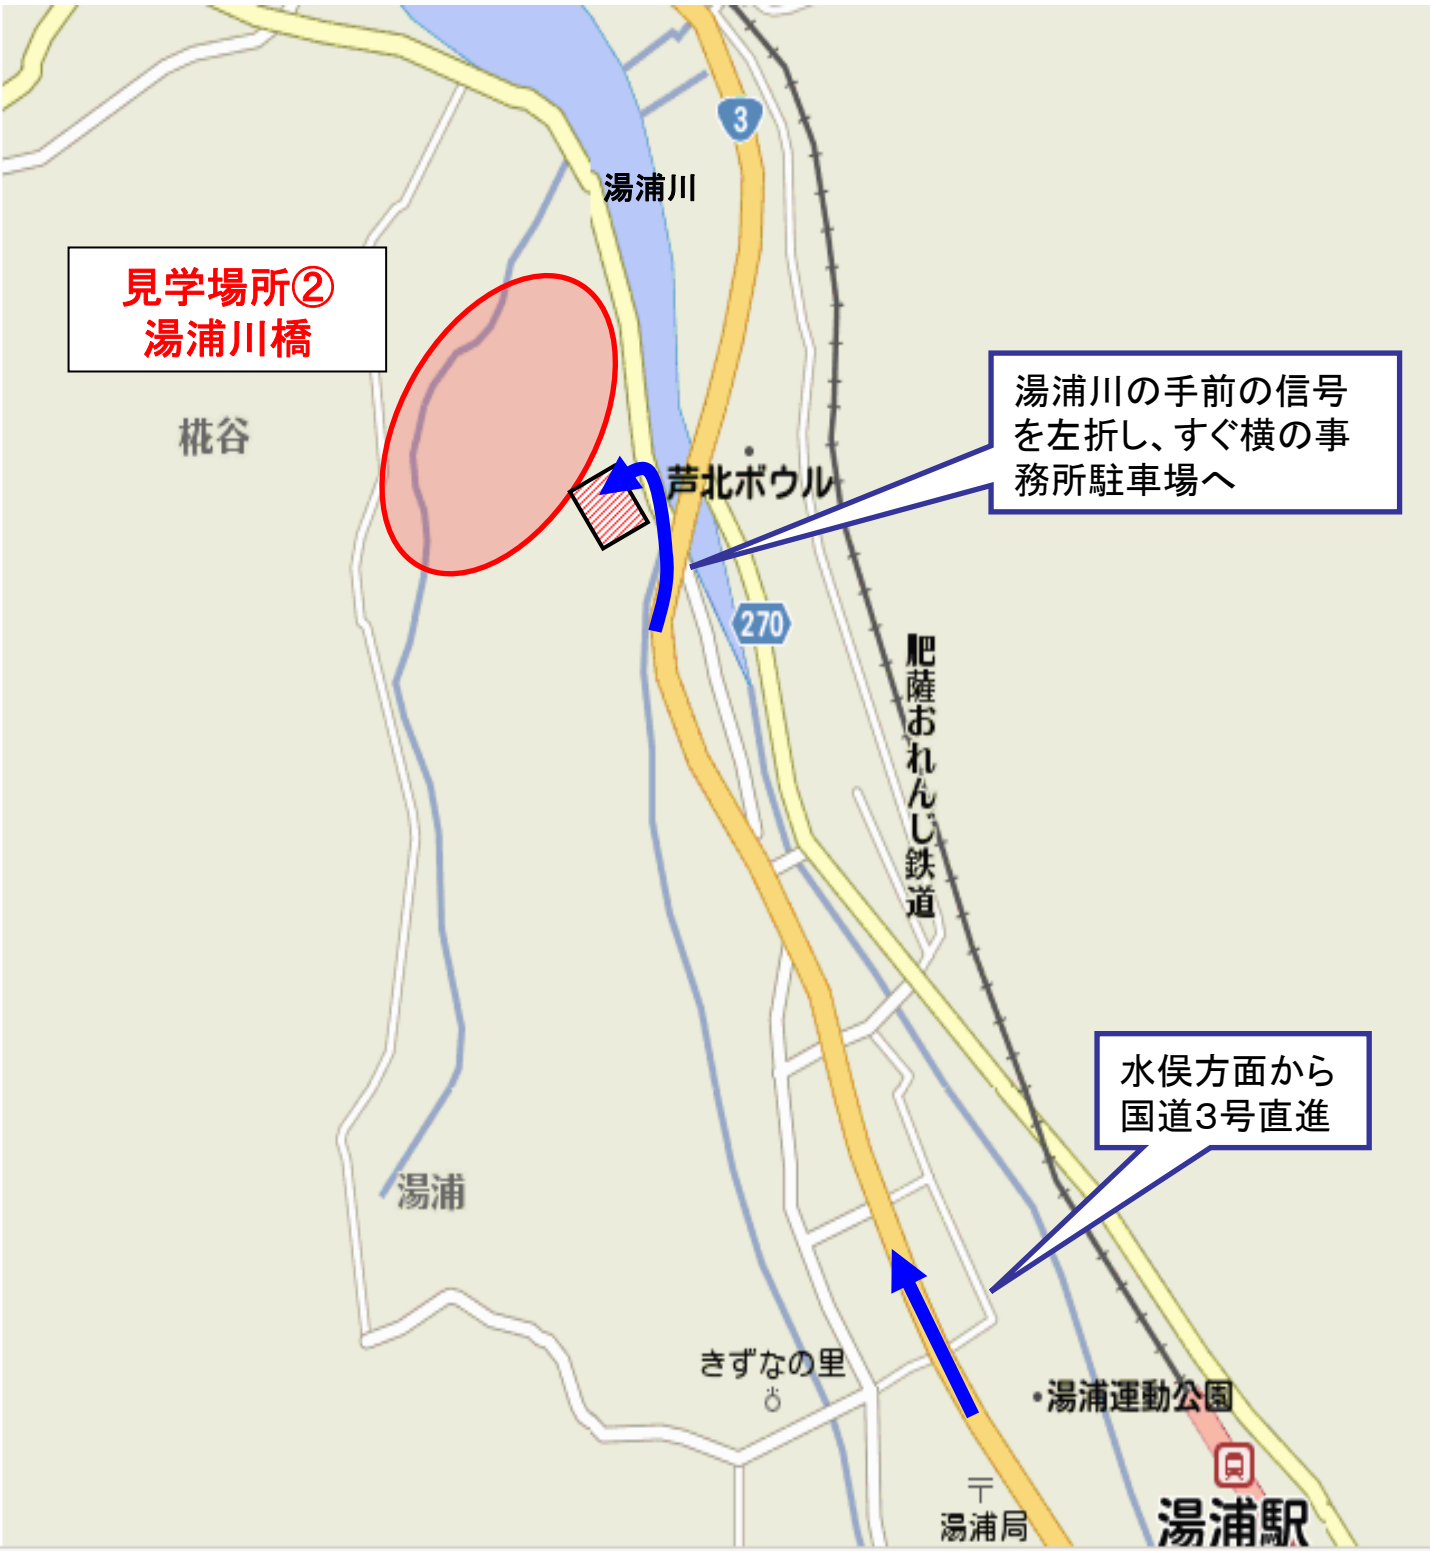 3
湯浦川
見学場所②
湯浦川橋
湯浦川の手前の信号
を左折し、すぐ横の事
務所駐車場へ
椛谷
芦北ボウル
270
肥薩おれんじ鉄道
水俣方面から
国道3号直進
湯浦
きずなの里
湯浦運動公園
湯浦局
湯浦駅